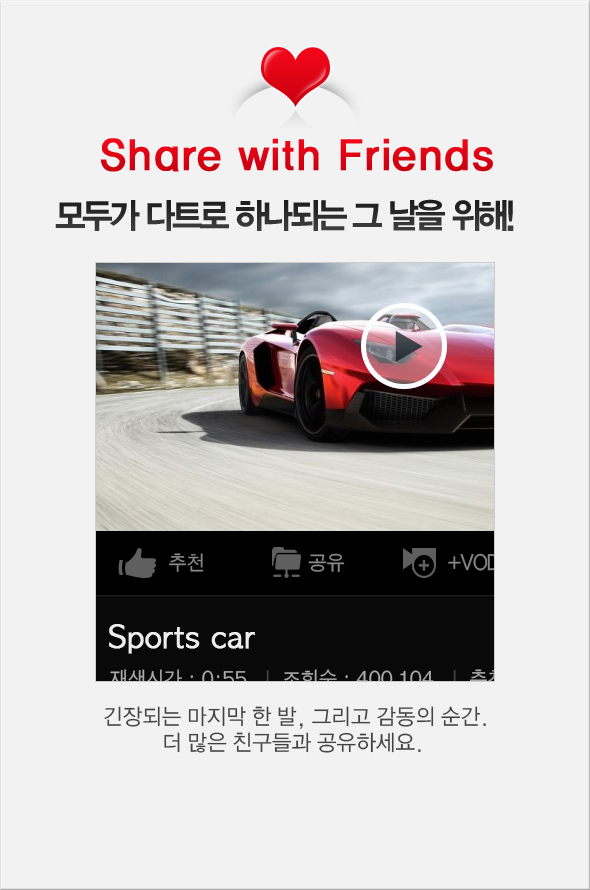 Share with Friends
모두가 다트로 하나되는 그 날을 위해!
추천 공유 +VOD
Sports car
재생시간 : 0:55 | 조회수 : 400,104 | 추천
긴장되는 마지막 한 발, 그리고 감동의 순간.
더 많은 친구들과 공유하세요.